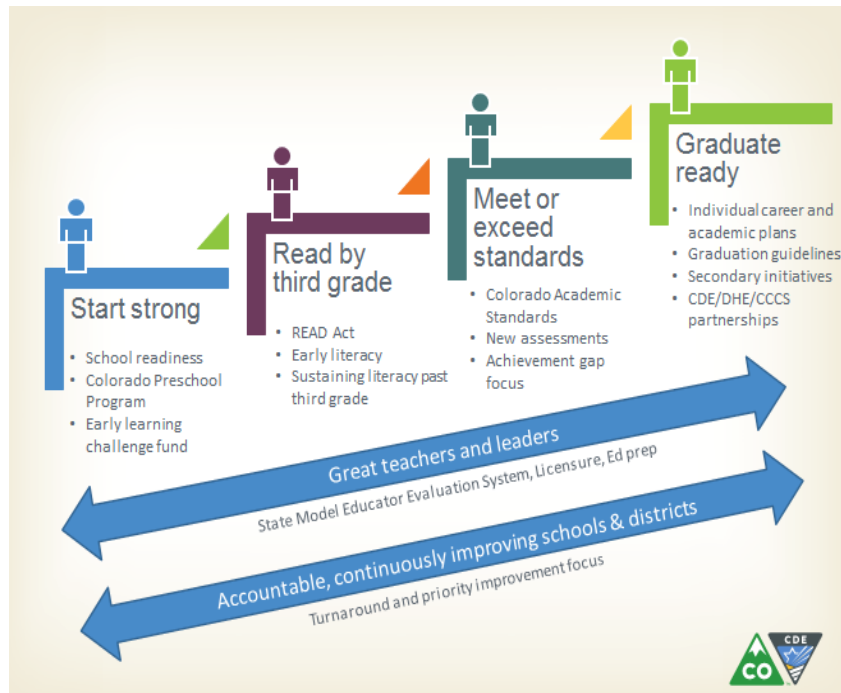 Start strong
• School readiness
• Colorado Preschool
Program
• Early learning
challenge fund
Read by
third grade
• READ Act
• Early literacy
• Sustaining literacy past
third grade
Meet or
exceed
standards
• Colorado Academic
Standards
• New assessments
• Achievement gap
focus
Graduate
ready
• Individual career and
academic plans
• Graduation guidelines
• Secondary initiatives
• CDE/DHE/CCCS
partnerships
Great teachers and leaders
State Model Educator Evaluation System, Licensure, Ed prep
Accountable, continuously improving schools & districts
Turnaround and priority improvement focus
CO
CDE